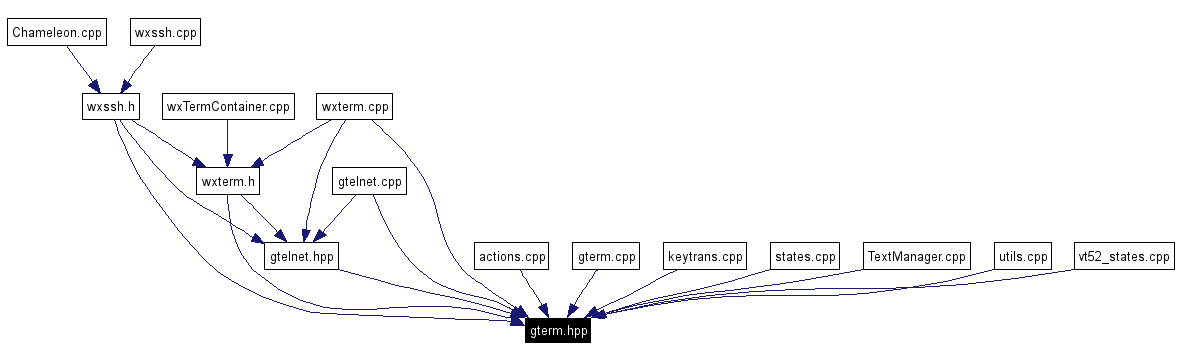 Chameleon.cpp
wxssh.cpp
wxssh.h
wxTermContainer.cpp
wxterm.cpp
wxterm.h
gtelnet.cpp
gtelnet.hpp
actions.cpp
gterm.cpp
keytrans.cpp
states.cpp
TextManager.cpp
utils.cpp
vt52_states.cpp
gterm.hpp